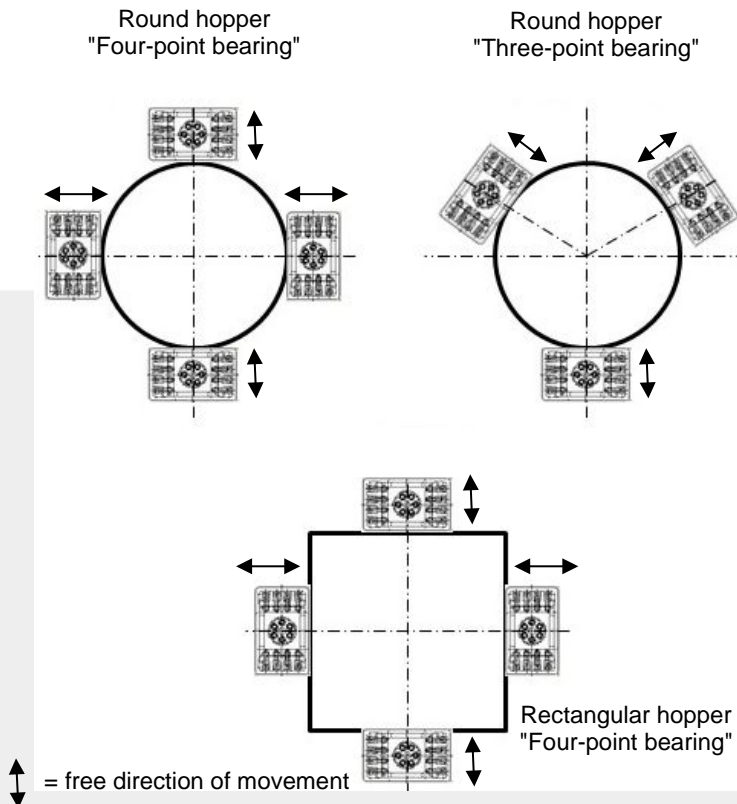 Round hopper
"Four-point bearing"
Round hopper
"Three-point bearing"
Rectangular hopper
"Four-point bearing"
= free direction of movement